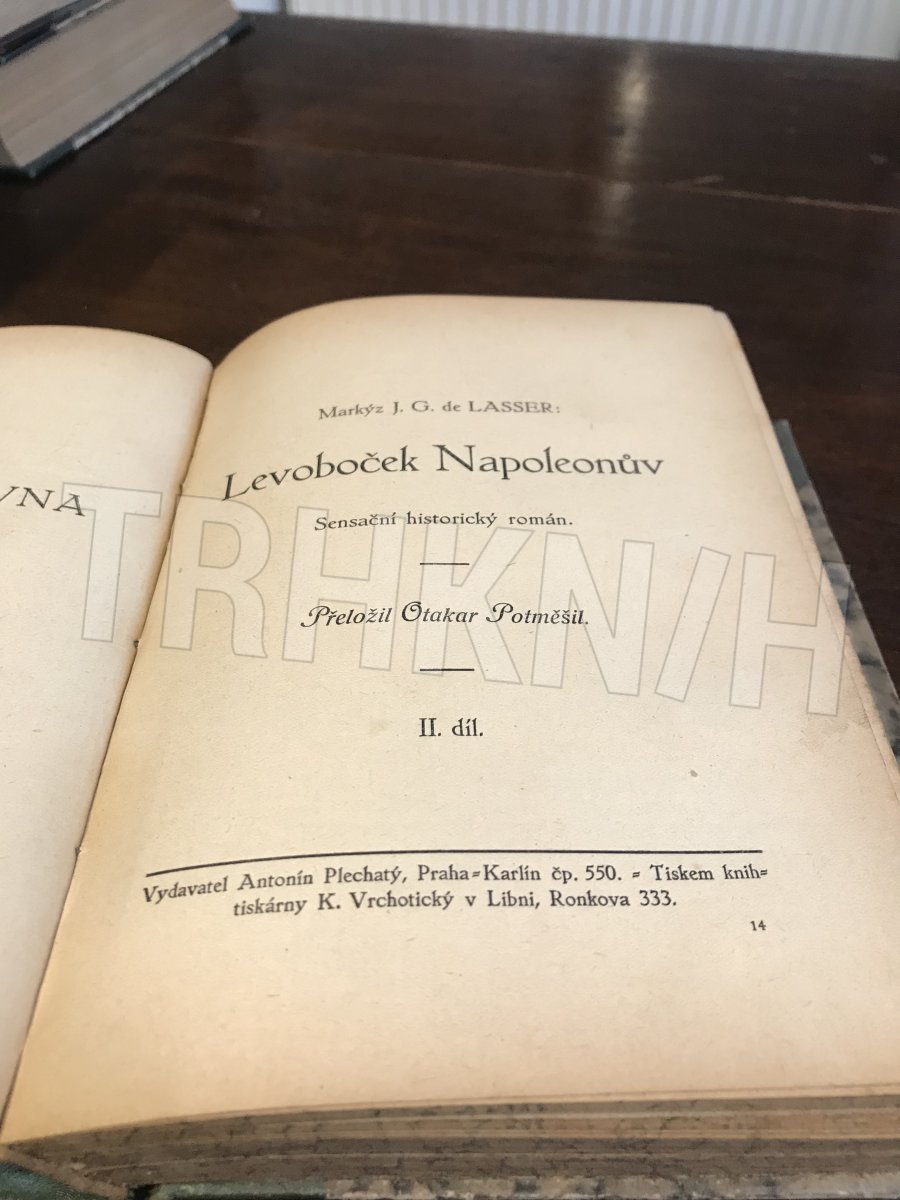 VNA
Markýz J. G. de LASSER:
Levoboček Napoleonův
Sensační historický román.
Přeložil Otakar Potměšil.
II. díl.
Vydavatel Antonín Plechatý, Praha-Karlín čp. 550. - Tiskem knih-
tiskárny K. Vrchotický v Libni, Ronkova 333.
14
TRHKNIH